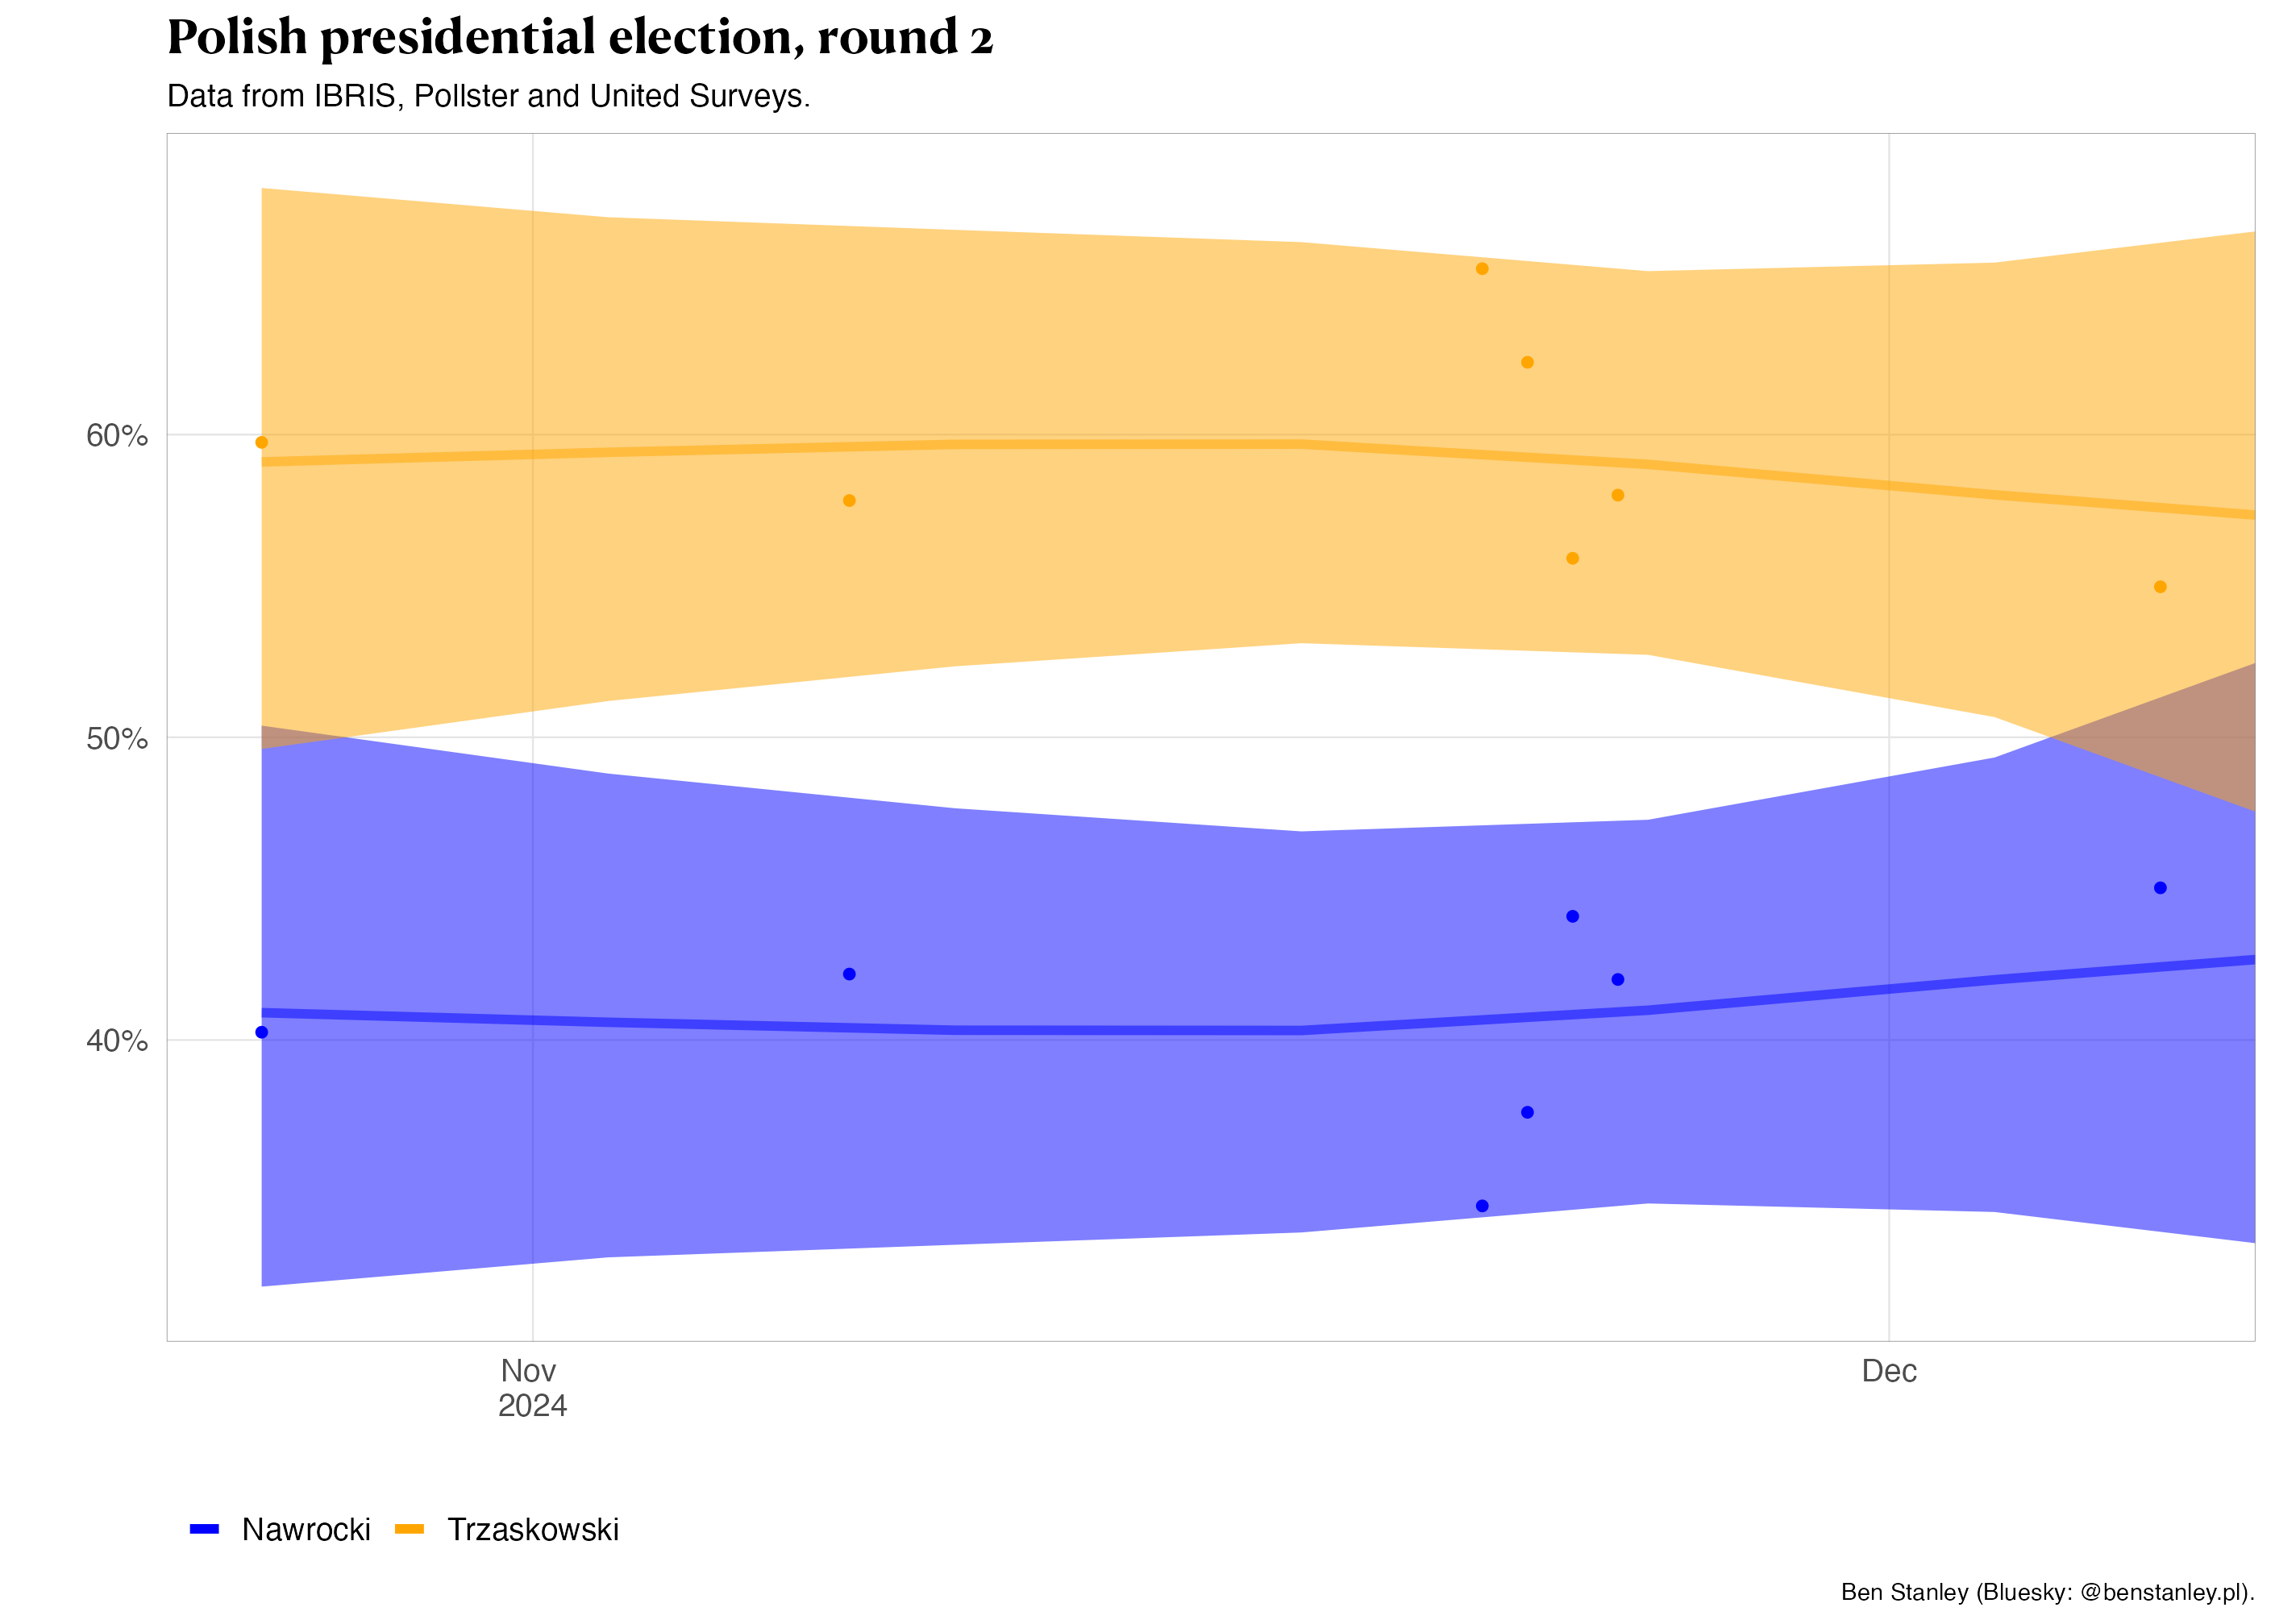 Polish presidential election, round 2
Data from IBRIS, Pollster and United Surveys.
60%
50%
40%
Nov
2024
Dec
Nawrocki
Trzaskowski
Ben Stanley (Bluesky: @benstanley.pl).